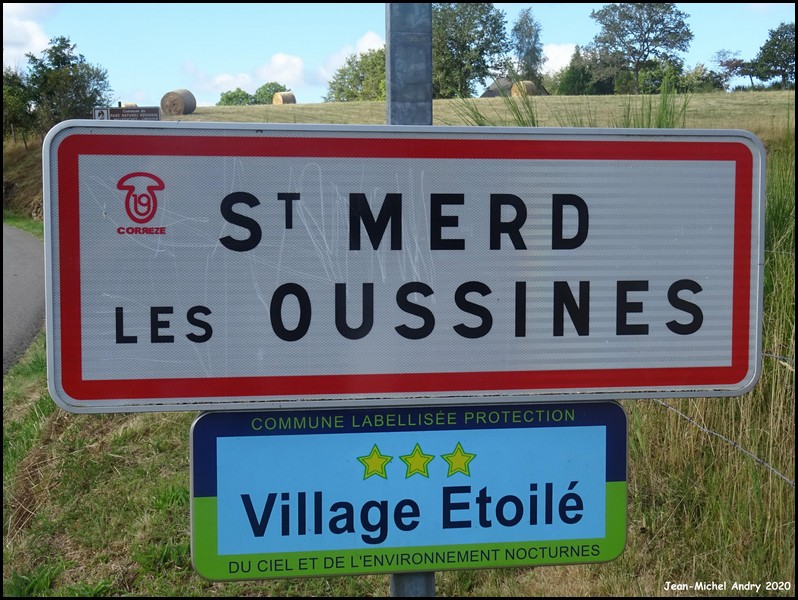 19
CORREZE
ST MERD
LES OUSSINES
COMMUNE LABELLISÉE PROTECTION
Village Etoilé
DU CIEL ET DE L'ENVIRONNEMENT NOCTURNES
Jean-Michel Andry 2020